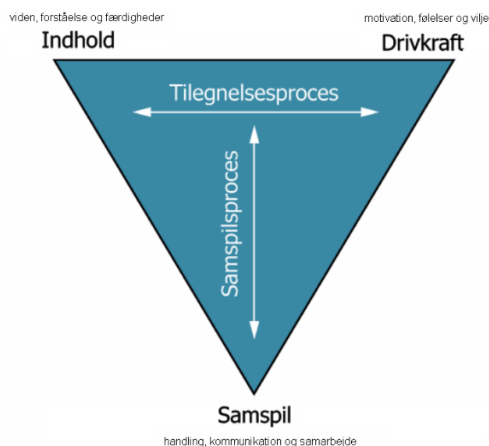 viden, forståelse og færdigheder
Indhold
motivation, følelser og vilje
Drivkraft
Tilegnelsesproces
Samspilsproces
Samspil
handling, kommunikation og samarbejde